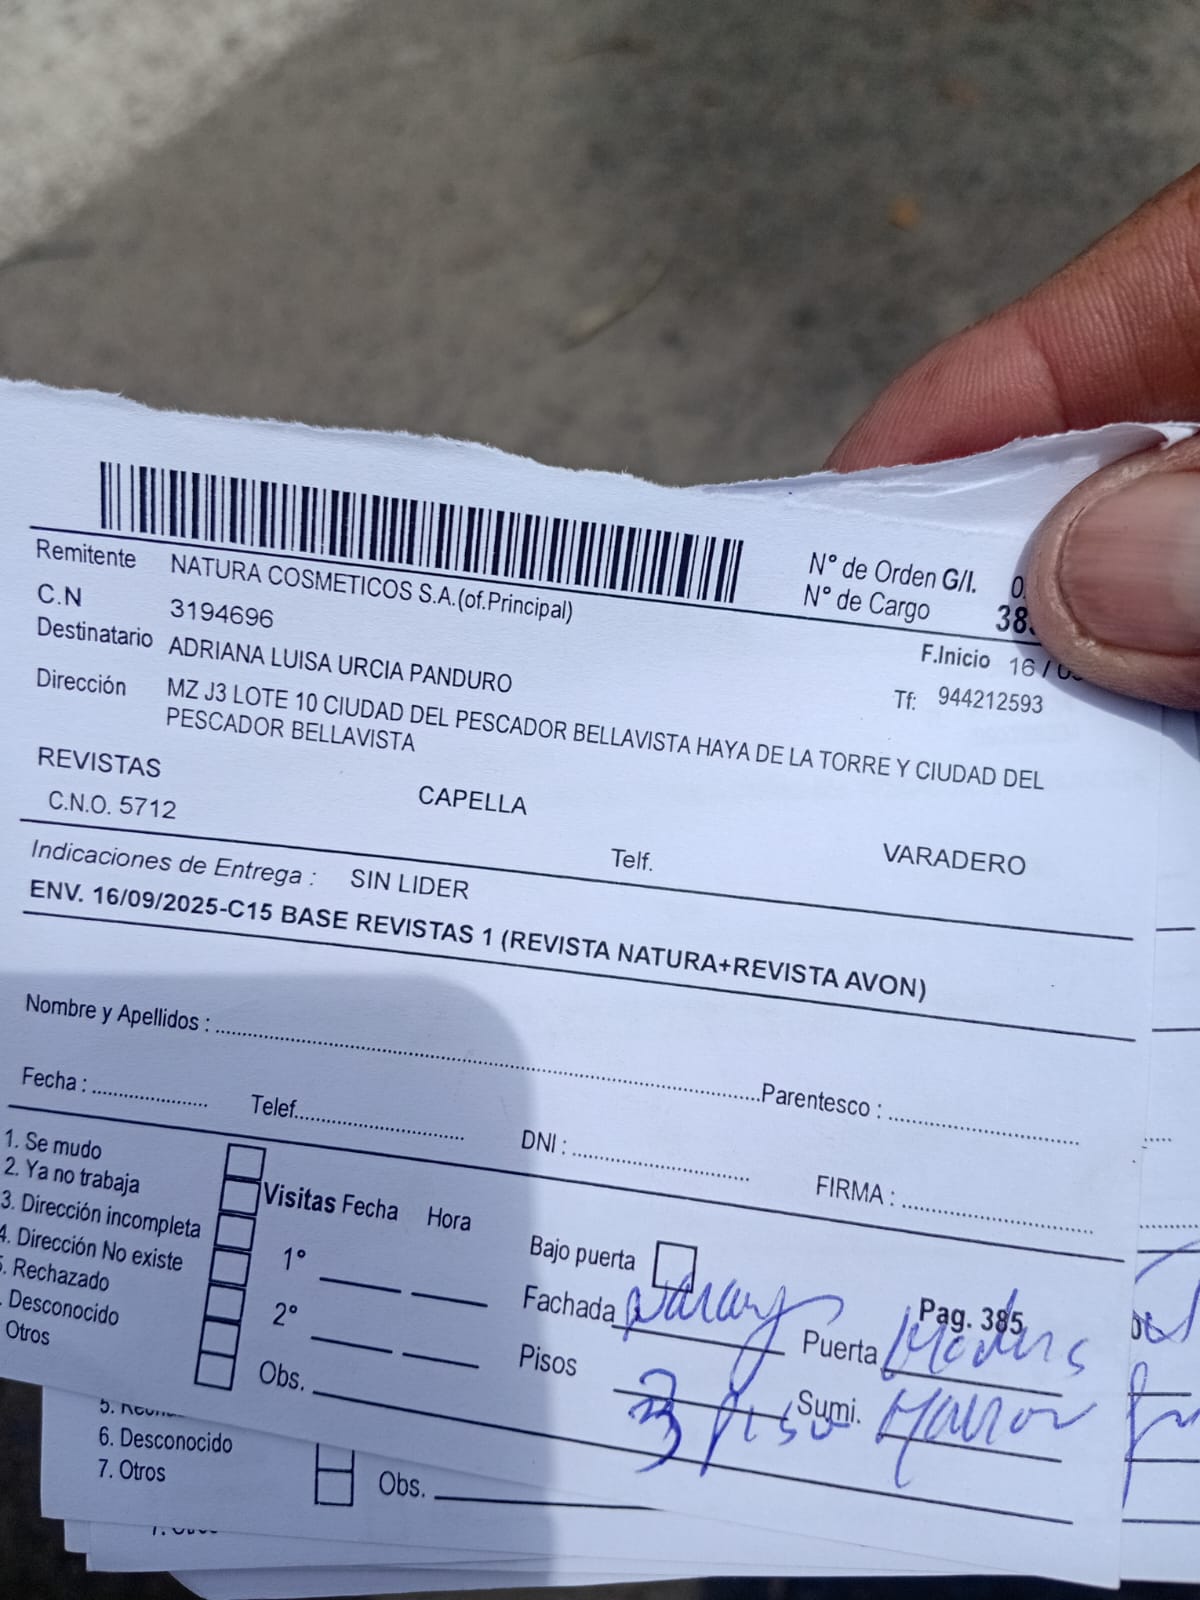 Remitente NATURA COSMETICOS S.A.(of.Principal)
N° de Orden G/I.
C.N 3194696
N° de Cargo
Destinatario ADRIANA LUISA URCIA PANDURO
F.Inicio 16 /
Dirección MZ J3 LOTE 10 CIUDAD DEL PESCADOR BELLAVISTA HAYA DE LA TORRE Y CIUDAD DEL
PESCADOR BELLAVISTA
Tf: 944212593
REVISTAS
C.N.O. 5712 CAPELLA Telf. VARADERO
Indicaciones de Entrega : SIN LIDER
ENV. 16/09/2025-C15 BASE REVISTAS 1 (REVISTA NATURA+REVISTA AVON)
Nombre y Apellidos : Parentesco :
Fecha : Telef. DNI : FIRMA :
1. Se mudo
2. Ya no trabaja
3. Dirección incompleta
4. Dirección No existe
. Rechazado
. Desconocido
Otros
Visitas Fecha Hora
1°
2°
Obs.
Bajo puerta
Pag. 385
Fachada Puerta
Pisos 3 piso Sumi. Marron
6. Desconocido
7. Otros
Obs.